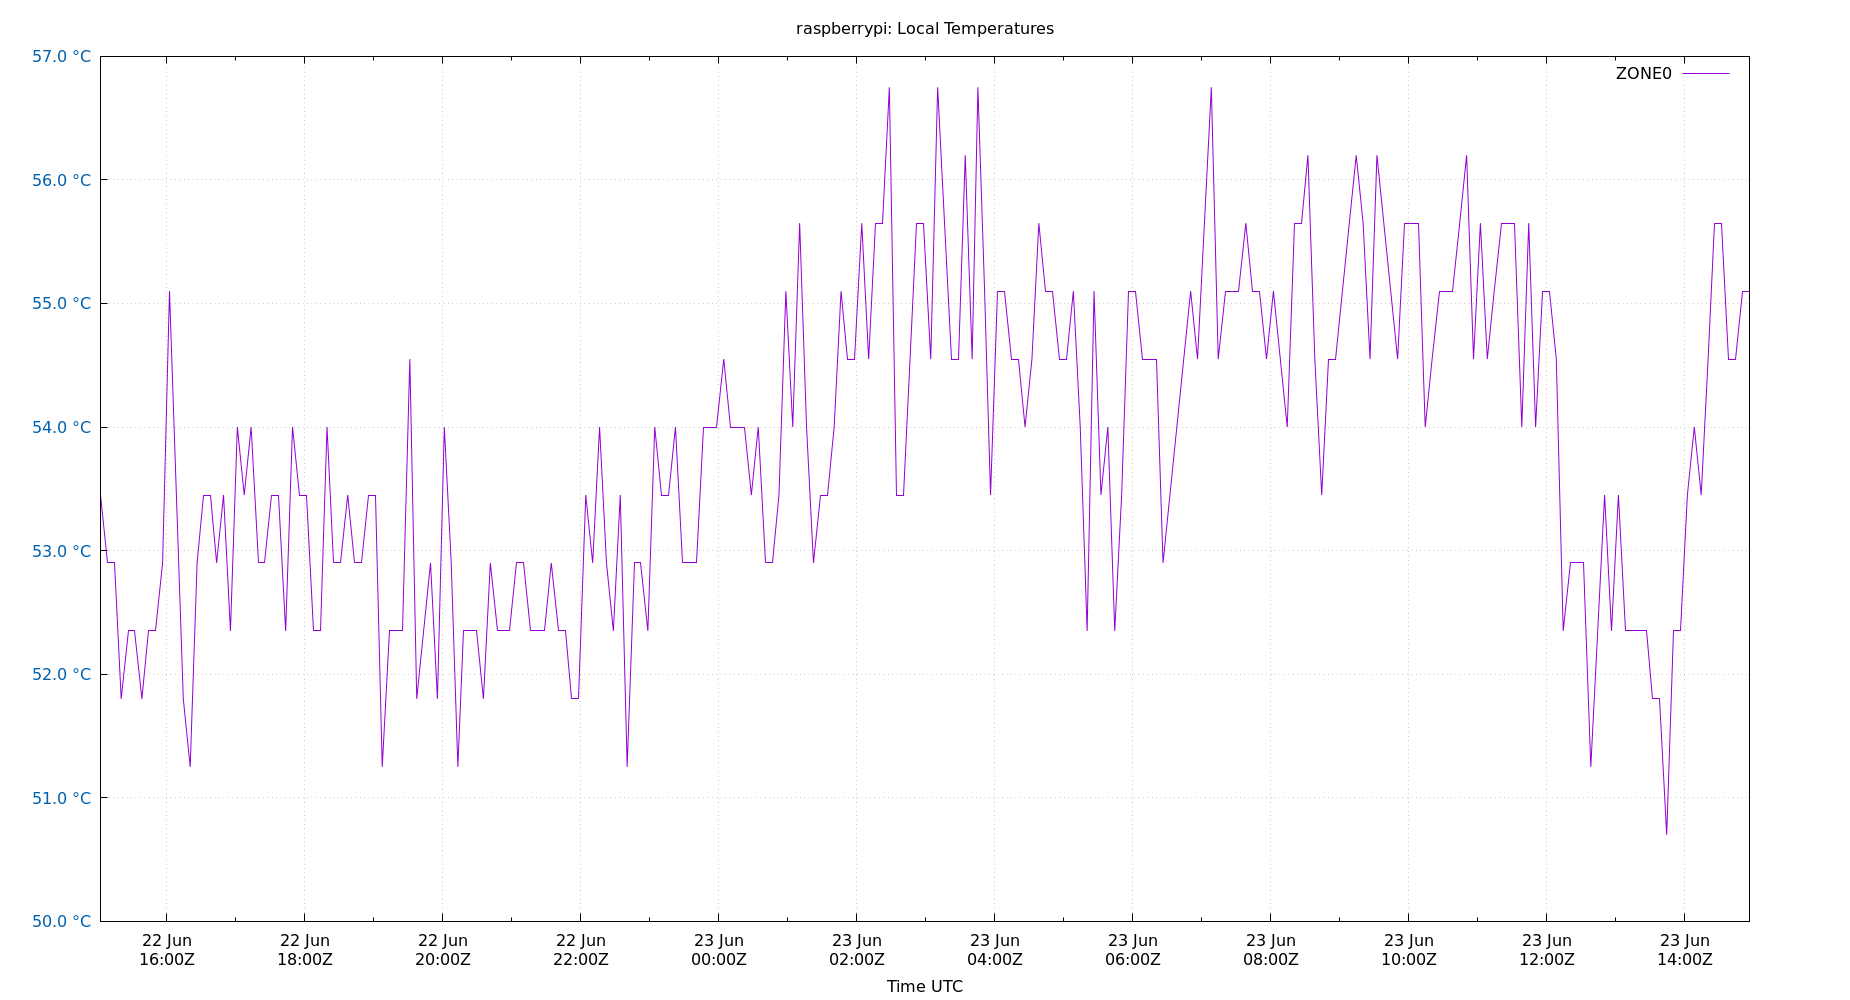 raspberrypi: Local Temperatures
57.0 °C
ZONE0
56.0 °C
55.0 °C
54.0 °C
53.0 °C
52.0 °C
51.0 °C
50.0 °C
22 Jun 22 Jun 22 Jun 22 Jun 23 Jun 23 Jun 23 Jun 23 Jun 23 Jun 23 Jun 23 Jun 23 Jun
16:00Z 18:00Z 20:00Z 22:00Z 00:00Z 02:00Z 04:00Z 06:00Z 08:00Z 10:00Z 12:00Z 14:00Z
Time UTC